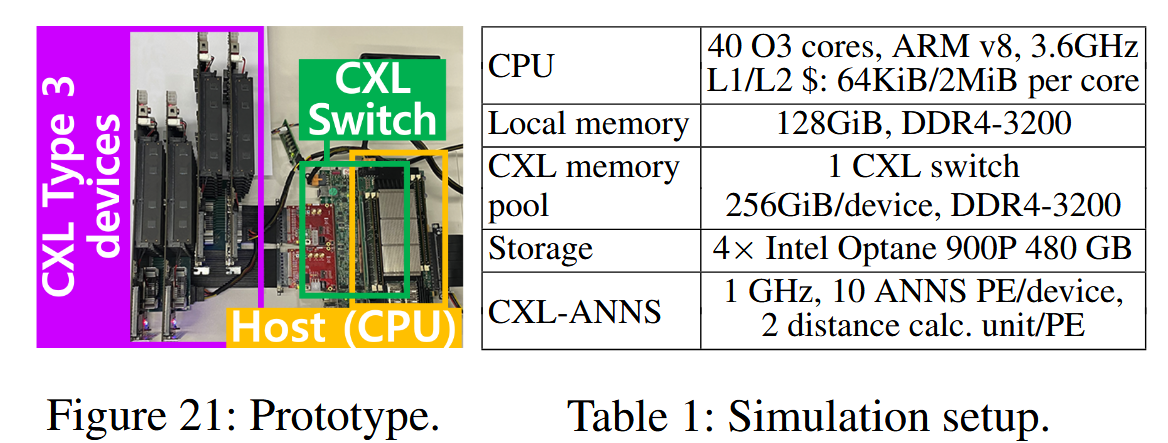 CXL Type 3
devices
CXL
Switch
Host (CPU)
Figure 21: Prototype.
CPU
40 O3 cores, ARM v8, 3.6GHz
L1/L2 $: 64KiB/2MiB per core
Local memory
128GiB, DDR4-3200
CXL memory
pool
1 CXL switch
256GiB/device, DDR4-3200
Storage
4× Intel Optane 900P 480 GB
CXL-ANNS
1 GHz, 10 ANNS PE/device,
2 distance calc. unit/PE
Table 1: Simulation setup.